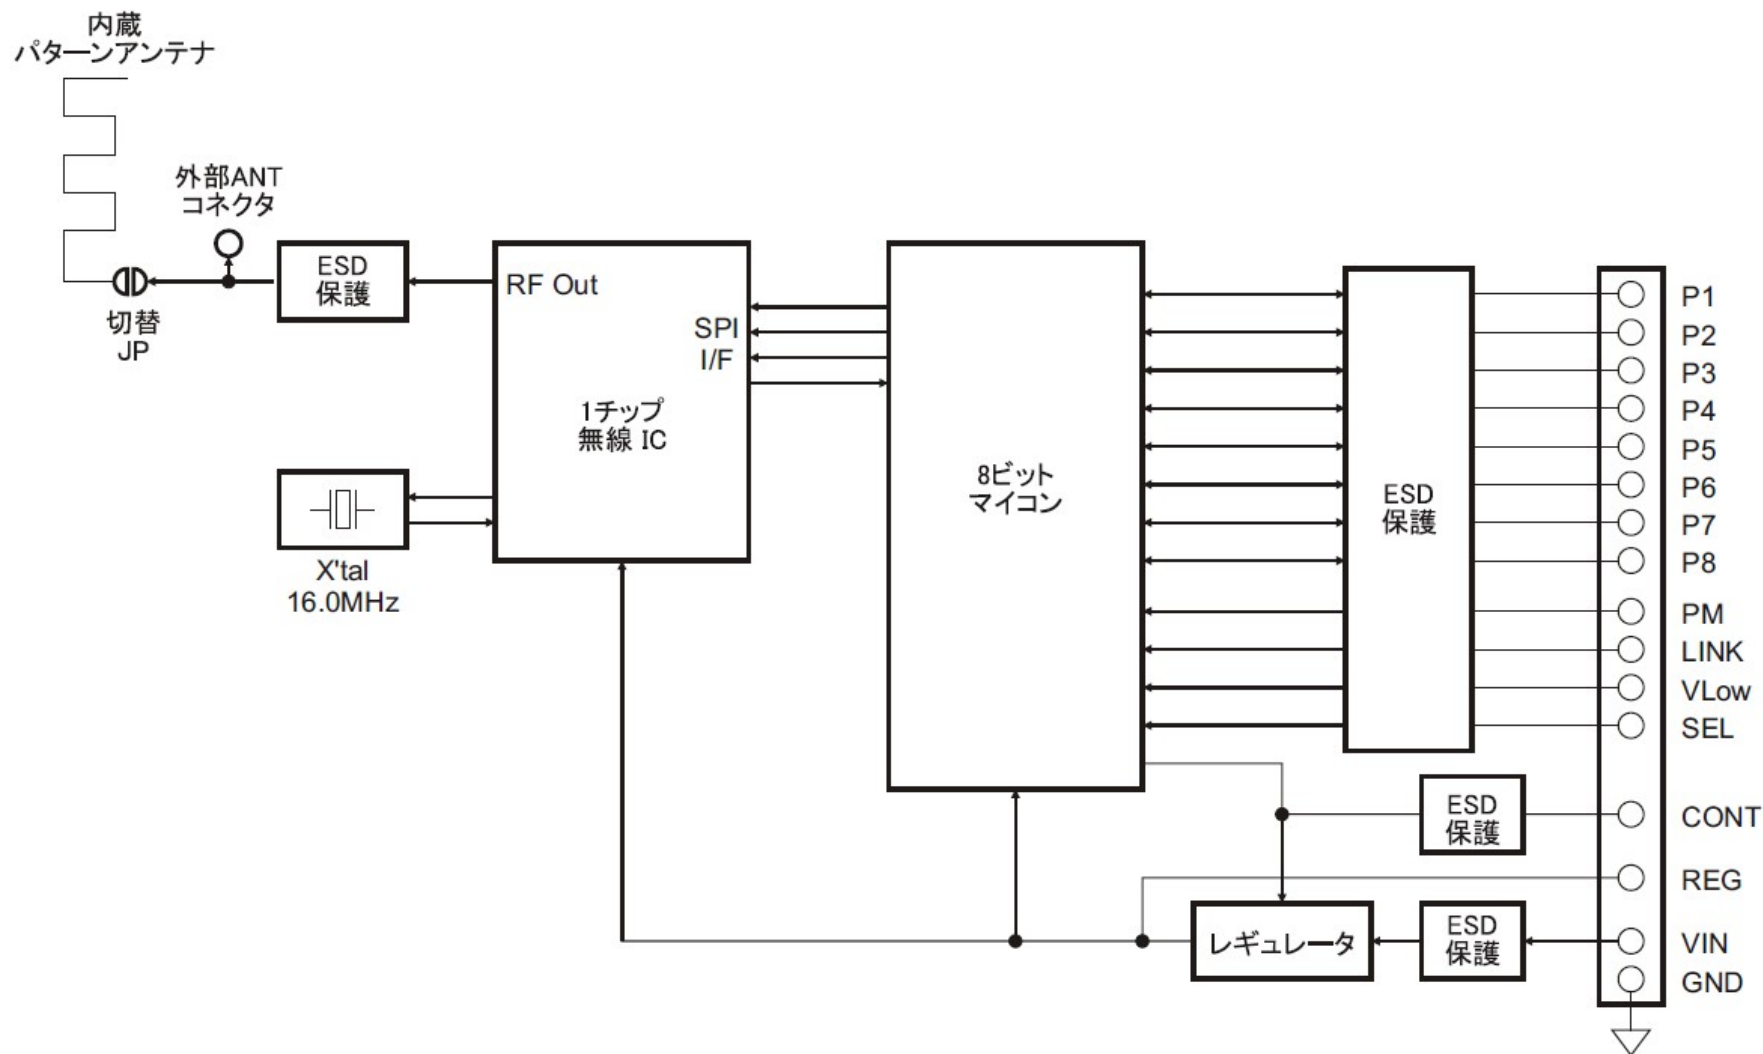 内蔵
パターンアンテナ
外部ANT
コネクタ
切替
JP
ESD
保護
RF Out
SPI
I/F
1チップ
無線 IC
X'tal
16.0MHz
8ビット
マイコン
ESD
保護
P1
P2
P3
P4
P5
P6
P7
P8
PM
LINK
VLow
SEL
ESD
保護
CONT
REG
レギュレータ
ESD
保護
VIN
GND